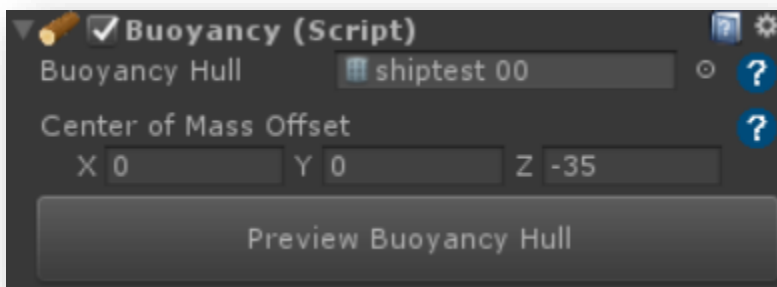 Buoyancy (Script)
Buoyancy Hull shiptest 00 ?
Center of Mass Offset ?
X 0 Y 0 Z -35
Preview Buoyancy Hull